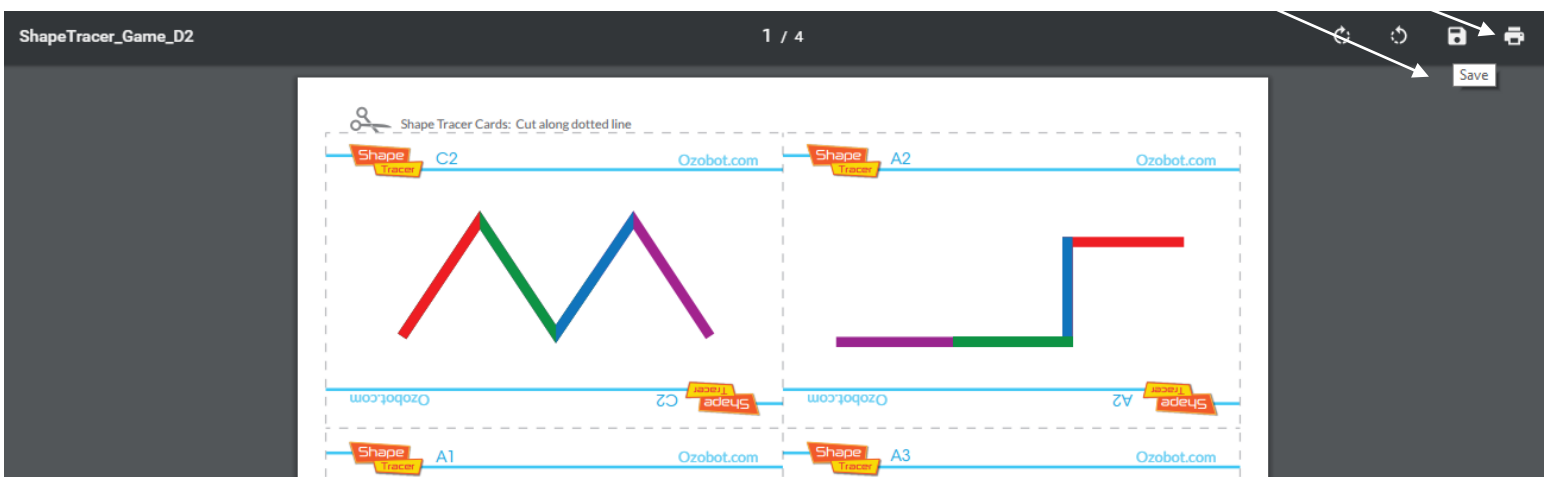 ShapeTracer_Game_D2 1 / 4
Save
Shape Tracer Cards: Cut along dotted line
Shape Tracer C2 Ozobot.com Shape Tracer A2 Ozobot.com
Ozobot.com C2 Shape Tracer Ozobot.com A2 Shape Tracer
Shape Tracer A1 Ozobot.com Shape Tracer A3 Ozobot.com